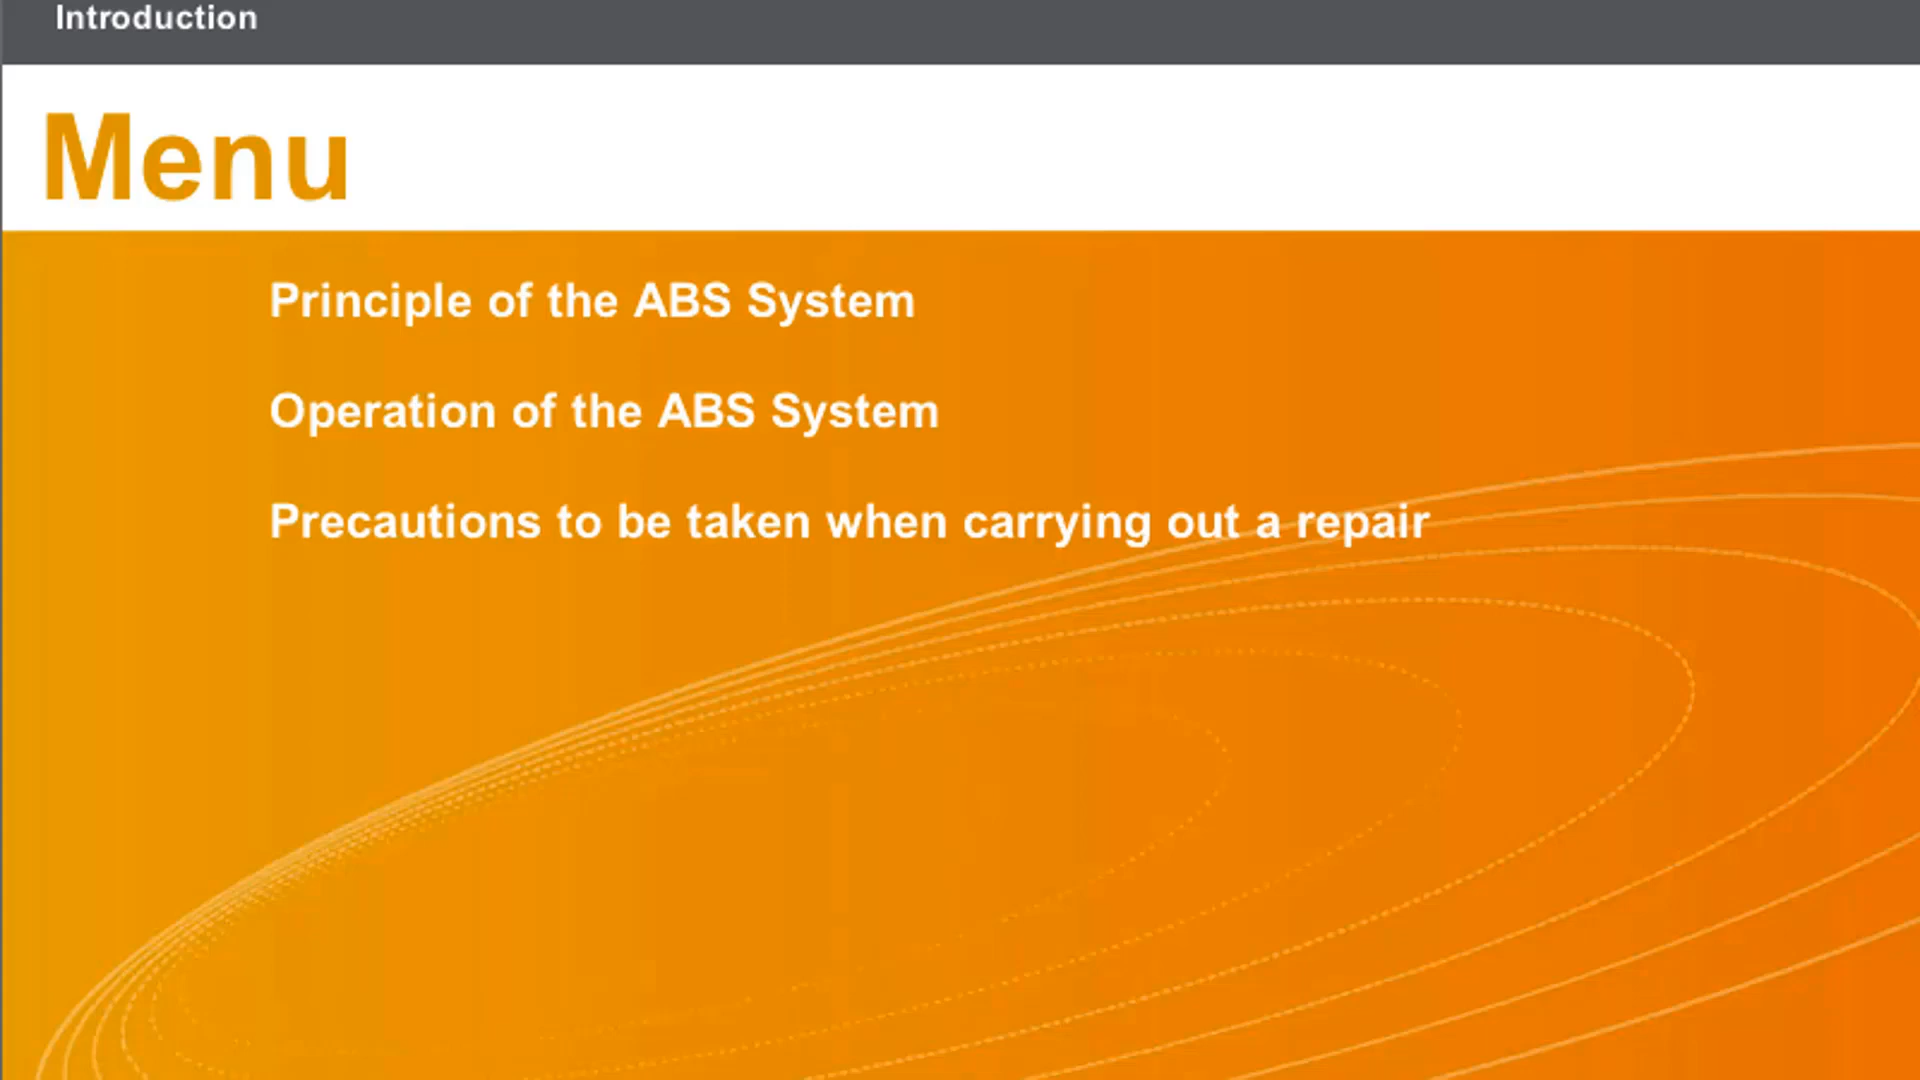 Introduction
Menu
Principle of the ABS System
Operation of the ABS System
Precautions to be taken when carrying out a repair